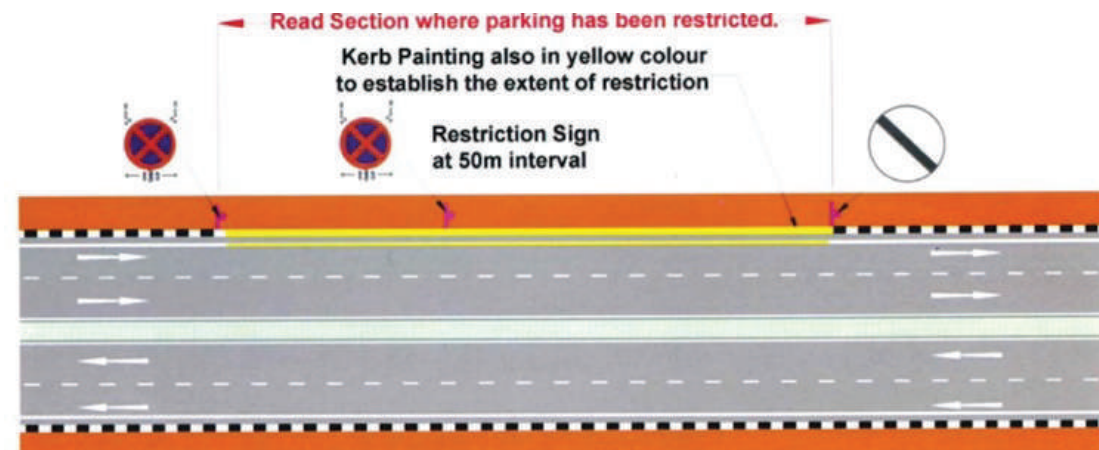 Read Section where parking has been restricted.
Kerb Painting also in yellow colour
to establish the extent of restriction
Restriction Sign
at 50m interval